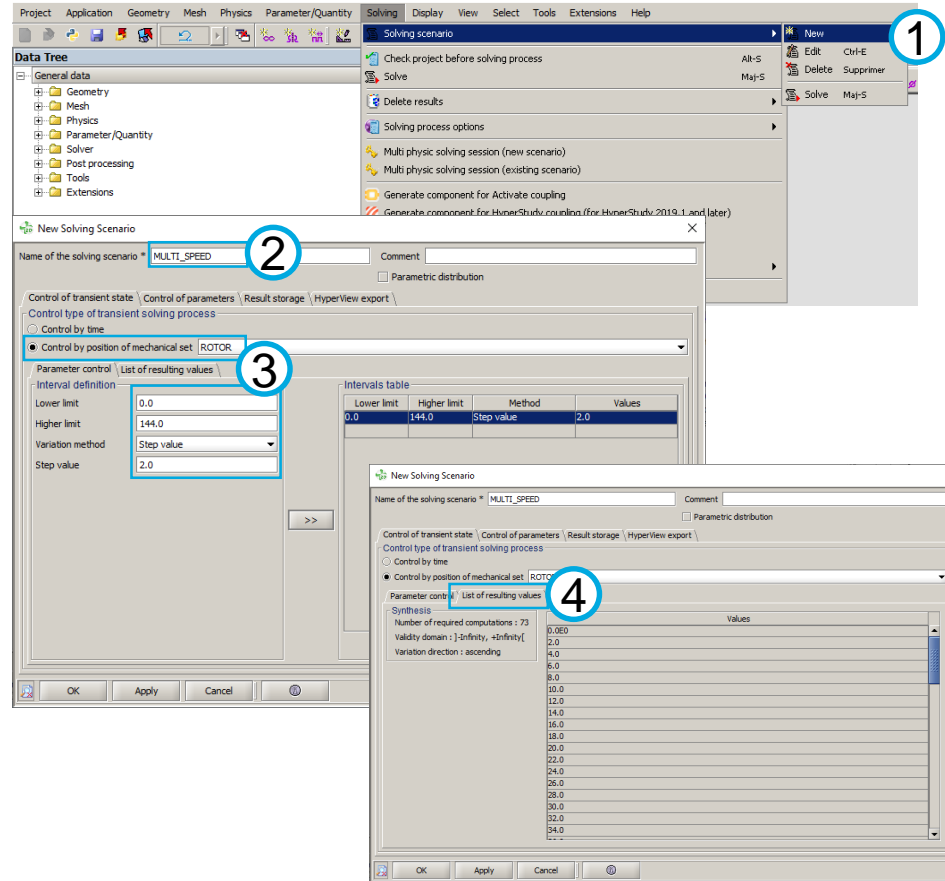 Project Application Geometry Mesh Physics Parameter/Quantity Solving Display View Select Tools Extensions Help
Solving scenario
New
1
Edit Ctrl-E
Delete Supprimer
Solve Maj-S
Data Tree
General data
Geometry
Mesh
Physics
Parameter/Quantity
Solver
Post processing
Tools
Extensions
Check project before solving process Alt-S
Solve Maj-S
Delete results
Solving process options
Multi physic solving session (new scenario)
Multi physic solving session (existing scenario)
Generate component for Activate coupling
Generate component for HyperStudy coupling (for HyperStudy 2019.1 and later)
New Solving Scenario
Name of the solving scenario * MULTI_SPEED
2
Comment
Parametric distribution
Control of transient state Control of parameters Result storage HyperView export
Control type of transient solving process
Control by time
Control by position of mechanical set ROTOR
3
Parameter control List of resulting values
Interval definition
Lower limit 0.0
Higher limit 144.0
Variation method Step value
Step value 2.0
>>
Intervals table
Lower limit Higher limit Method Values
0.0 144.0 Step value 2.0
OK Apply Cancel
New Solving Scenario
Name of the solving scenario * MULTI_SPEED Comment
Parametric distribution
Control of transient state Control of parameters Result storage HyperView export
Control type of transient solving process
Control by time
Control by position of mechanical set
4
Parameter List of resulting values
Synthesis
Number of required computations : 73
Validity domain : ]-Infinity, +Infinity[
Variation direction : ascending
Values
0.0E0
2.0
4.0
6.0
8.0
10.0
12.0
14.0
16.0
18.0
20.0
22.0
24.0
26.0
28.0
30.0
32.0
34.0
OK Apply Cancel